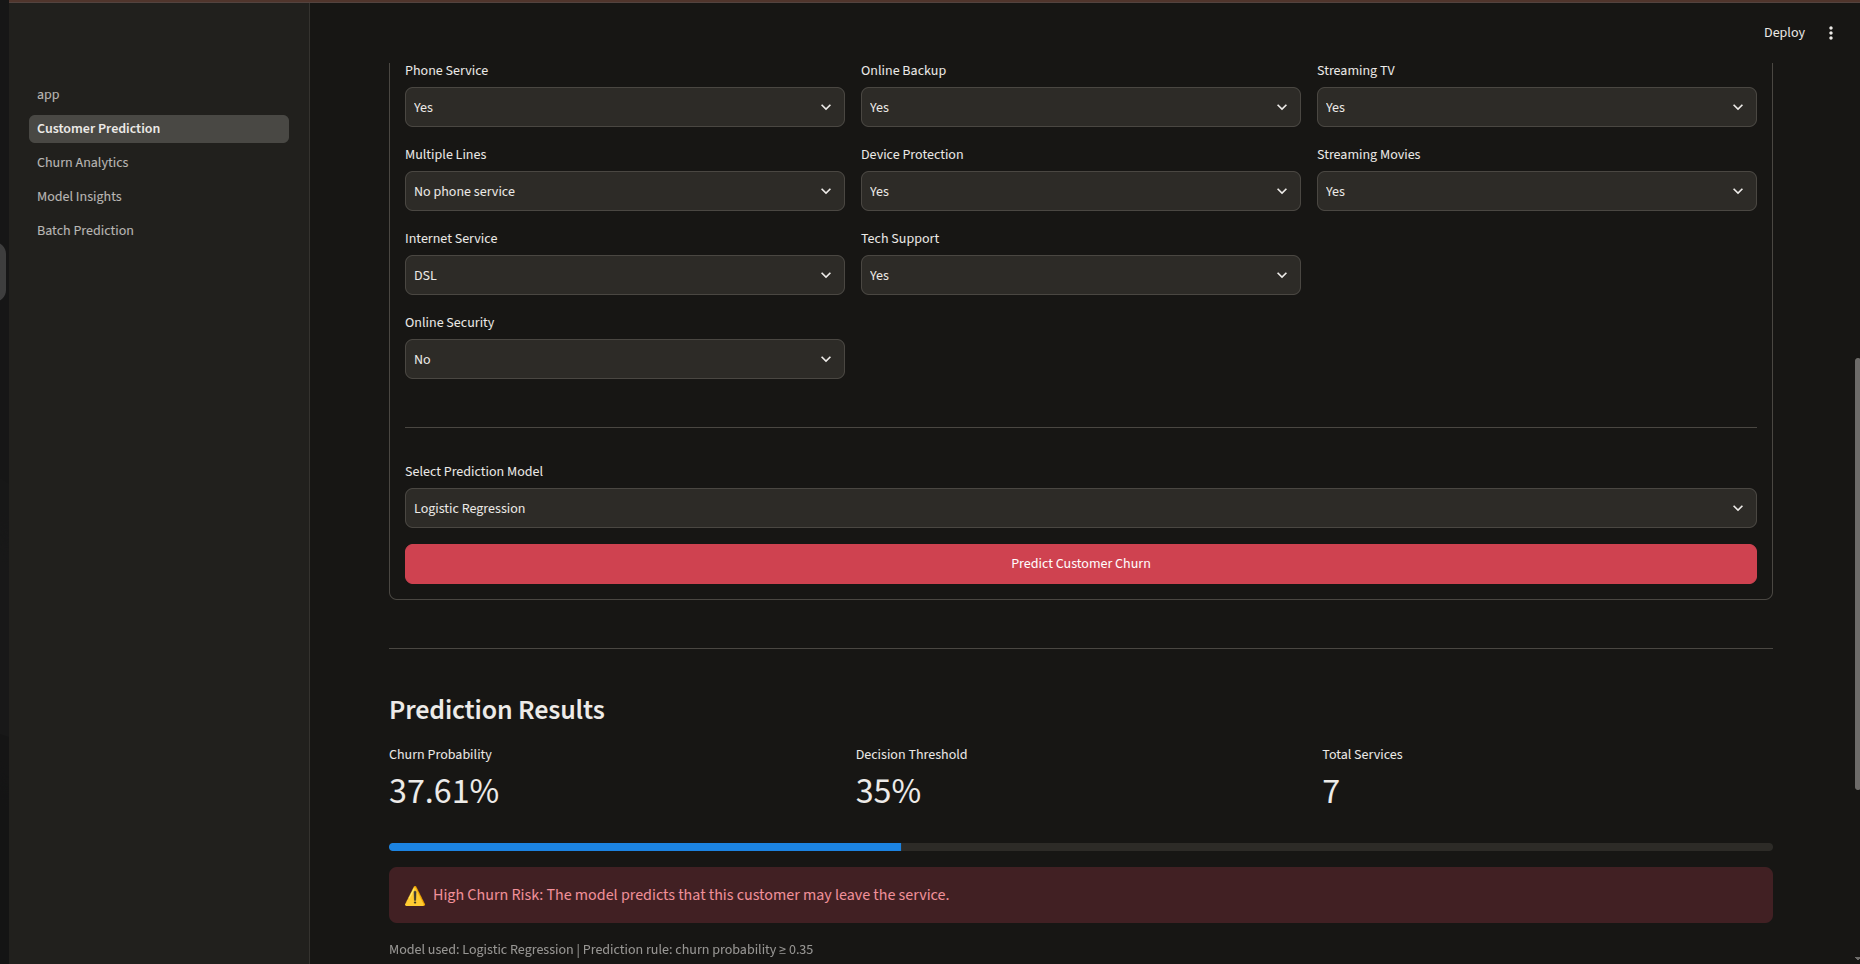 Deploy
app
Customer Prediction
Churn Analytics
Model Insights
Batch Prediction
Phone Service
Yes
Multiple Lines
No phone service
Internet Service
DSL
Online Security
No
Online Backup
Yes
Device Protection
Yes
Tech Support
Yes
Streaming TV
Yes
Streaming Movies
Yes
Select Prediction Model
Logistic Regression
Predict Customer Churn
Prediction Results
Churn Probability
37.61%
Decision Threshold
35%
Total Services
7
High Churn Risk: The model predicts that this customer may leave the service.
Model used: Logistic Regression | Prediction rule: churn probability ≥ 0.35